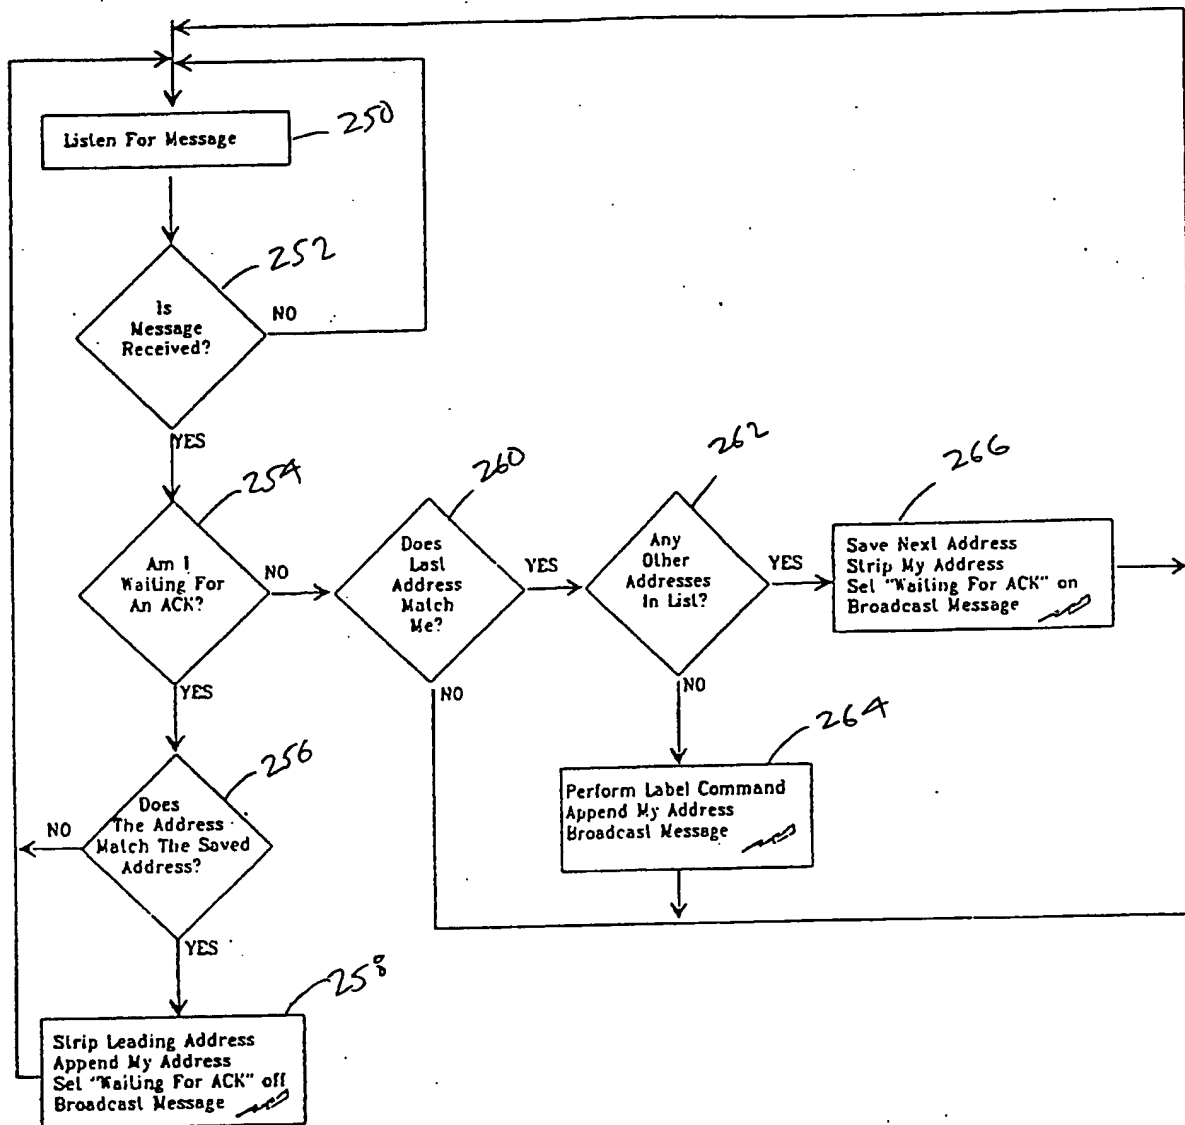 Listen For Message
250
252
Is
Message
Received?
NO
YES
254
Am I
Waiting For
An ACK?
NO
260
Does
Last
Address
Match
Me?
YES
262
Any
Other
Addresses
In List?
YES
266
Save Next Address
Strip My Address
Set "Waiting For ACK" on
Broadcast Message
YES
NO
NO
264
Perform Label Command
Append My Address
Broadcast Message
256
Does
The Address
Match The Saved
Address?
NO
YES
258
Strip Leading Address
Append My Address
Set "Waiting For ACK" off
Broadcast Message